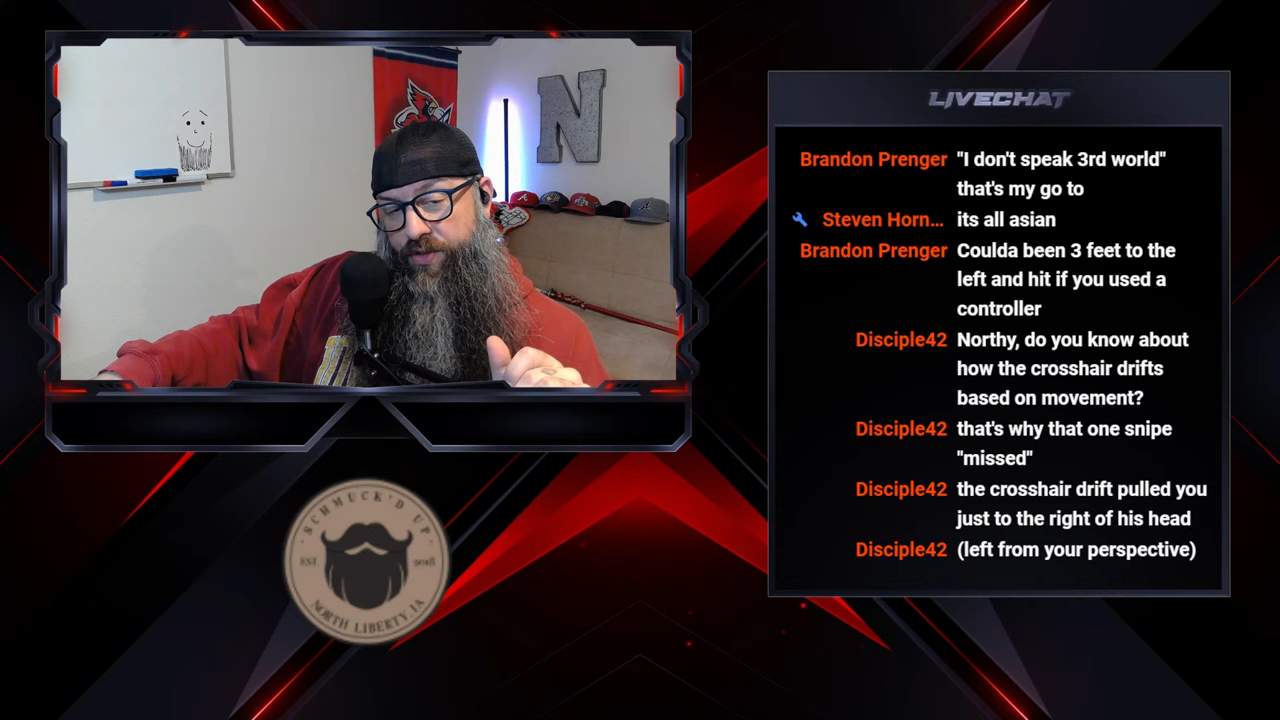 N
LIVECHAT
Brandon Prenger "I don't speak 3rd world"
that's my go to
Steven Horn... its all asian
Brandon Prenger Coulda been 3 feet to the
left and hit if you used a
controller
Disciple42 Northy, do you know about
how the crosshair drifts
based on movement?
Disciple42 that's why that one snipe
"missed"
Disciple42 the crosshair drift pulled you
just to the right of his head
Disciple42 (left from your perspective)
· SCHMUCK'D UP ·
EST. 2018
NORTH LIBERTY, IA